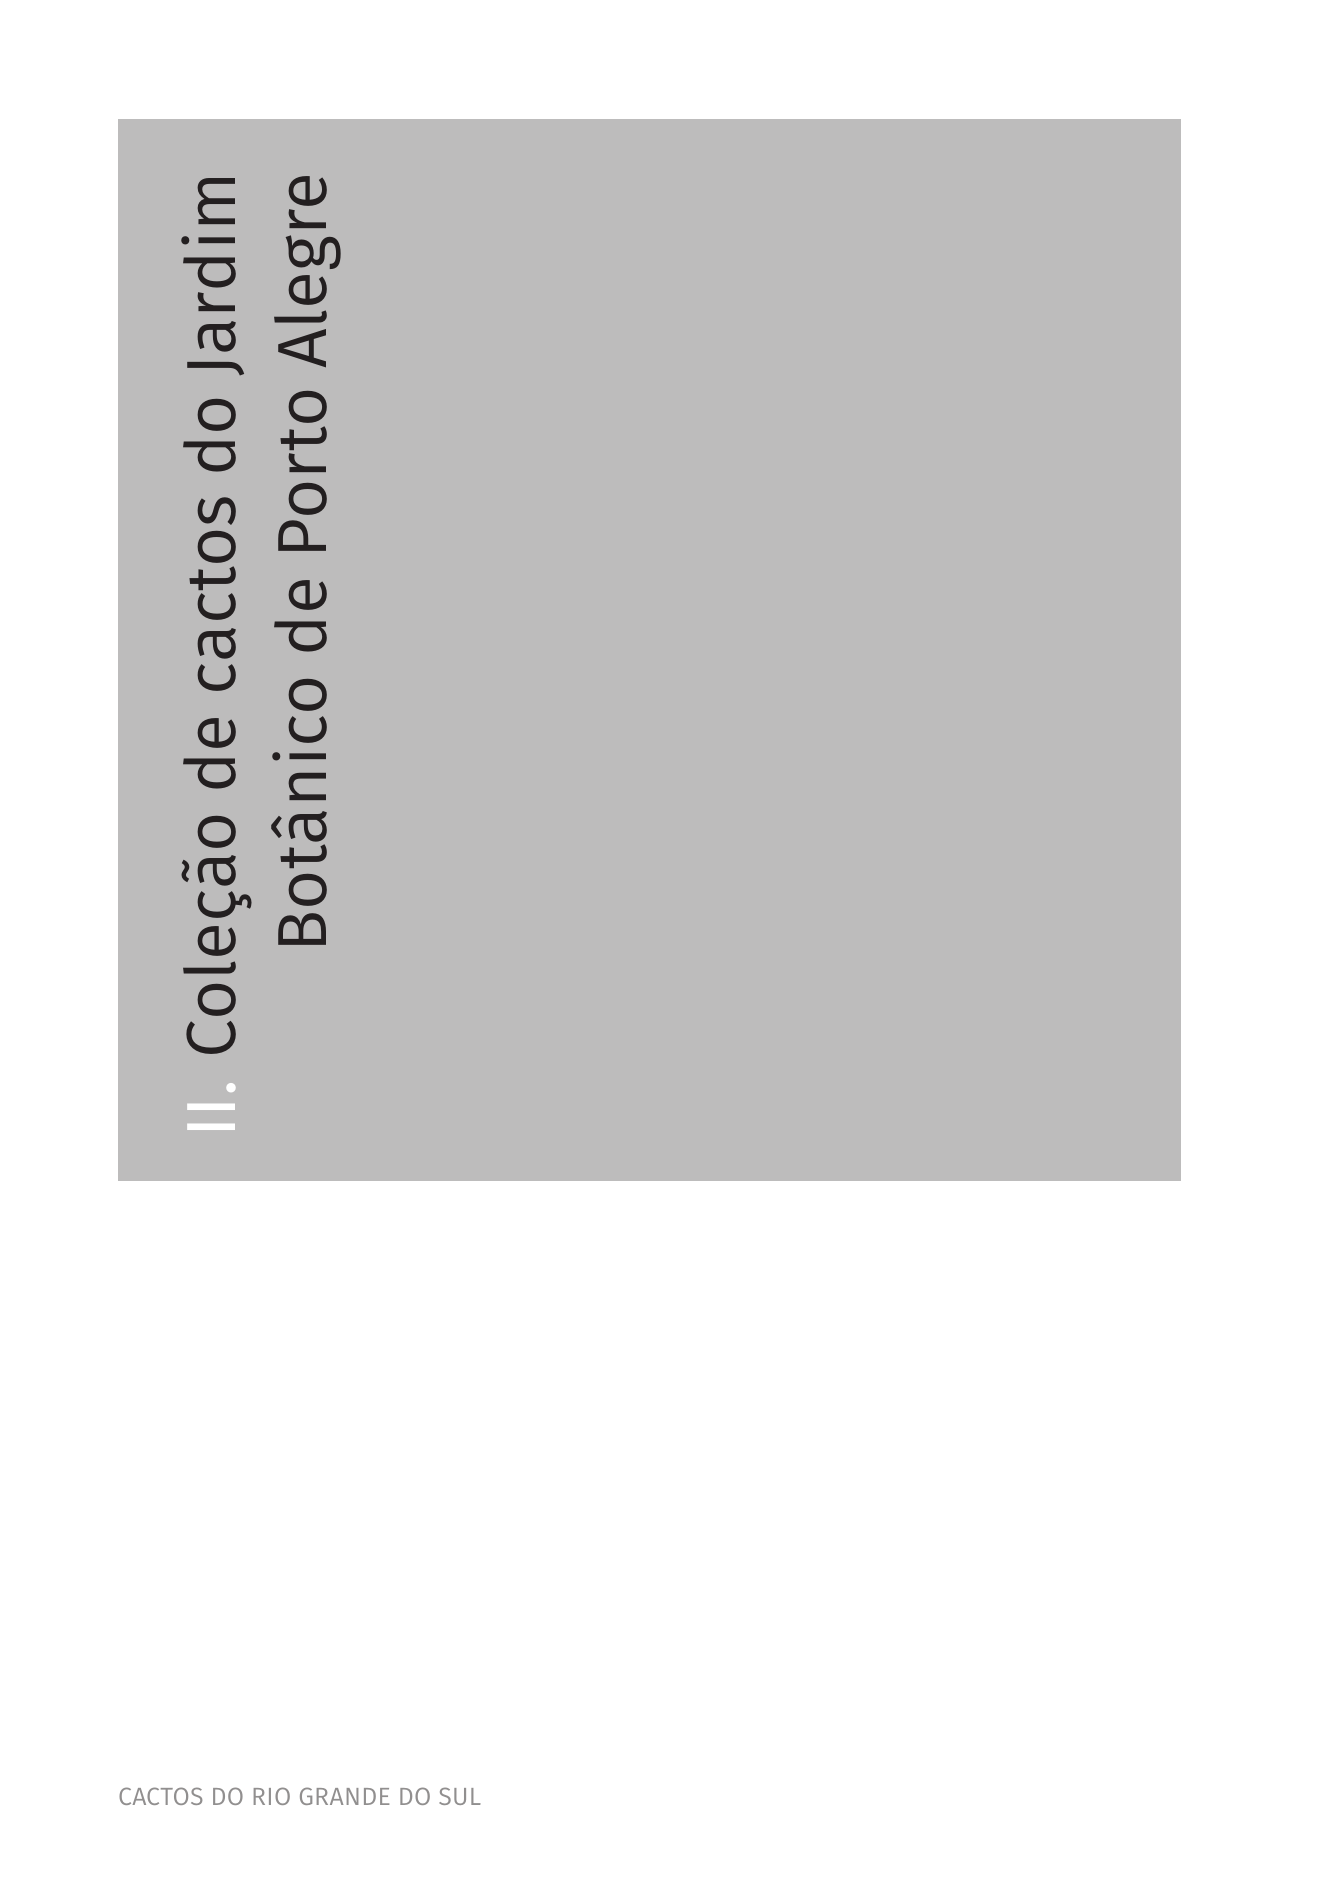 II. Coleção de cactos do Jardim
Botânico de Porto Alegre
CACTOS DO RIO GRANDE DO SUL